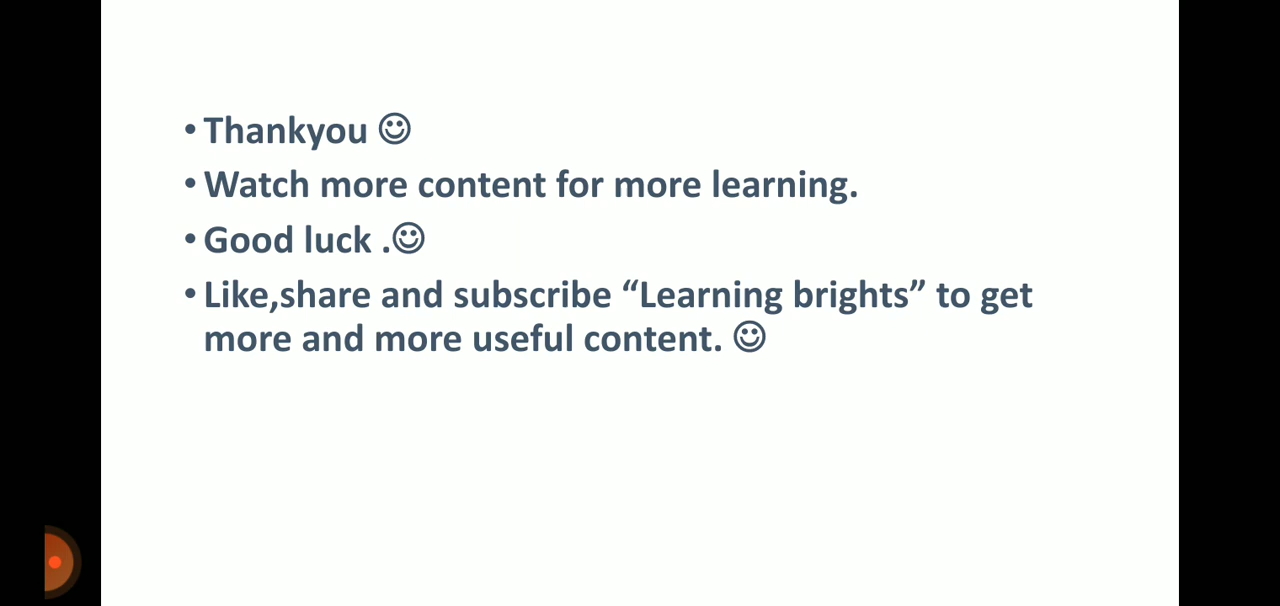 • Thankyou ☺
• Watch more content for more learning.
• Good luck .☺
• Like,share and subscribe “Learning brights” to get
more and more useful content. ☺